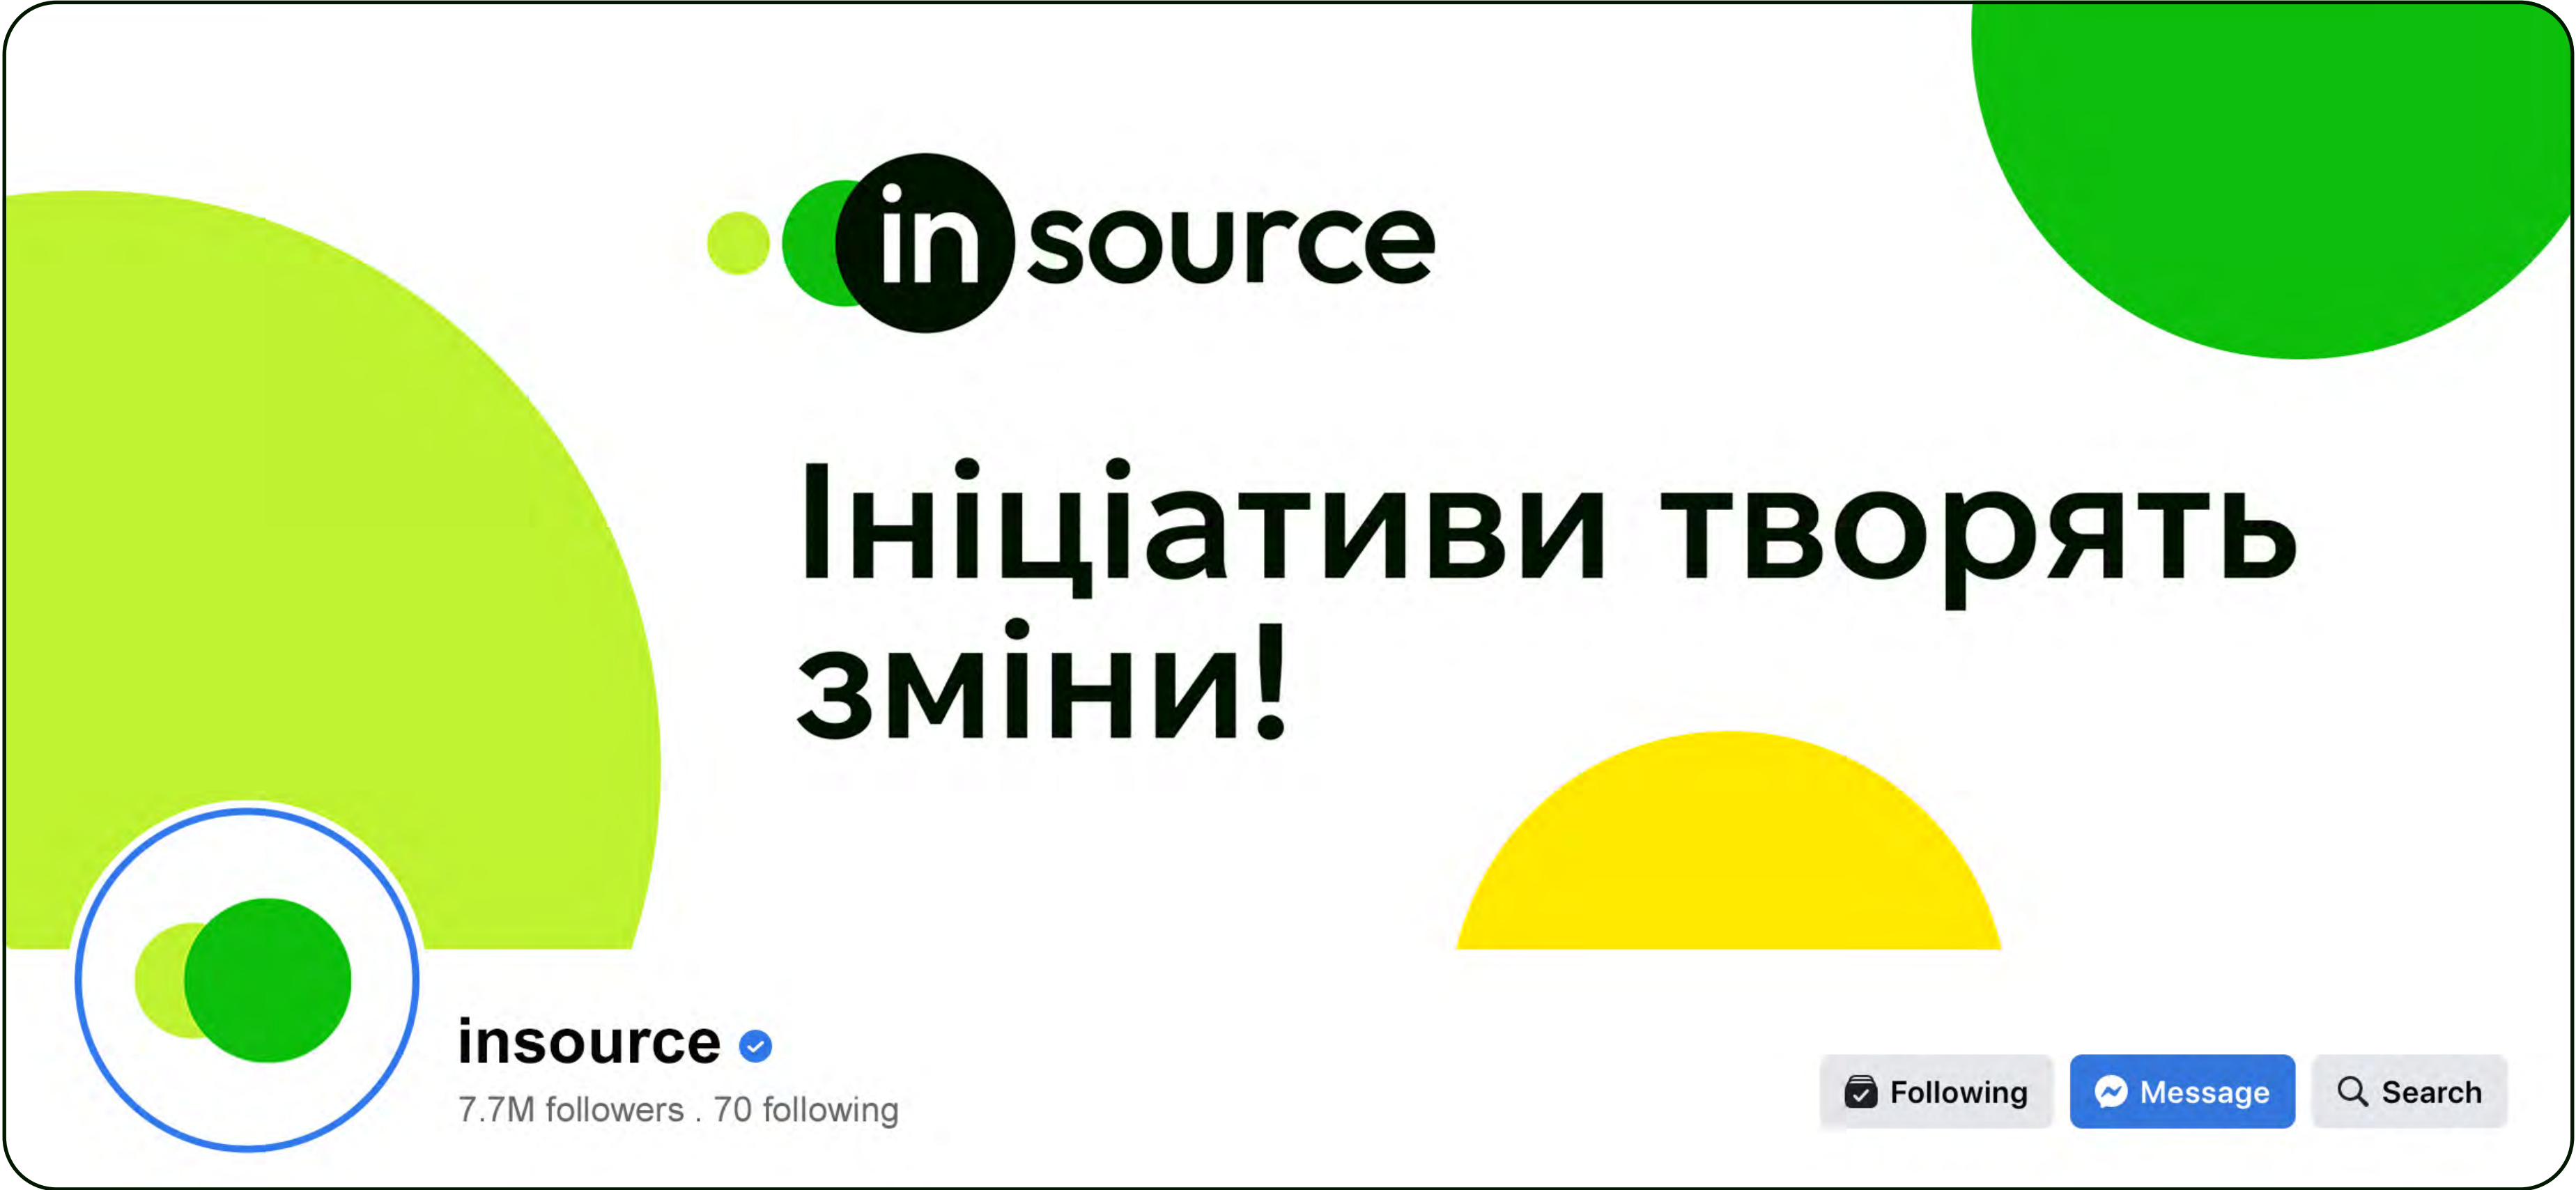 insource
Ініціативи творять
зміни!
insource
7.7M followers . 70 following
Following
Message
Search